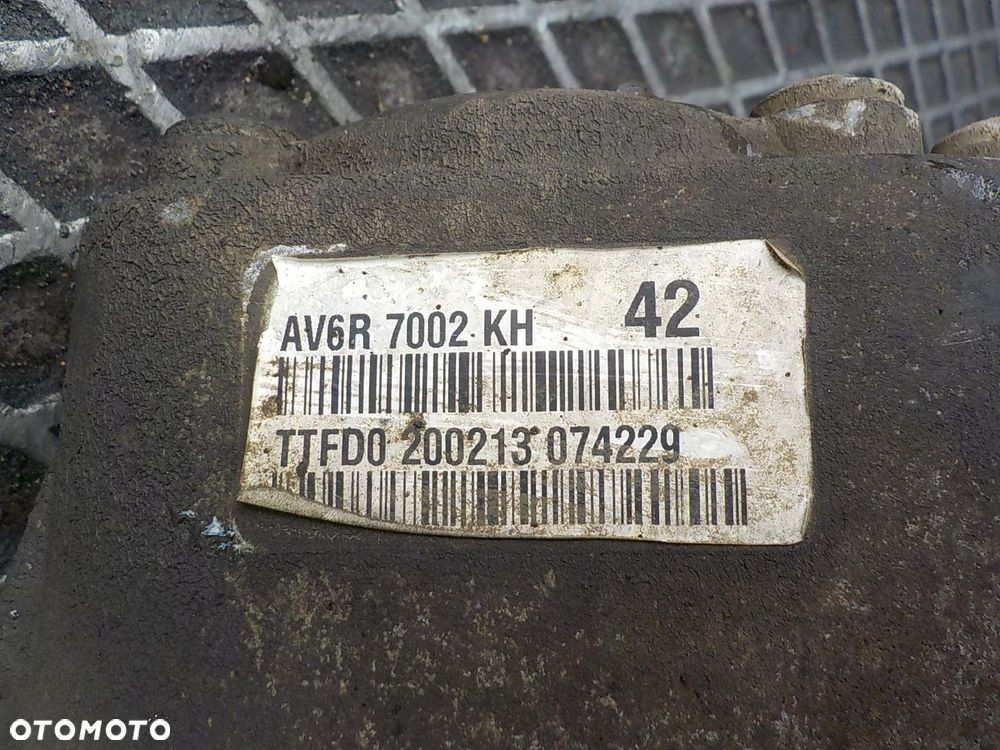 AV6R 7002 KH 42
TTFD0 200213 074229
OTOMOTO